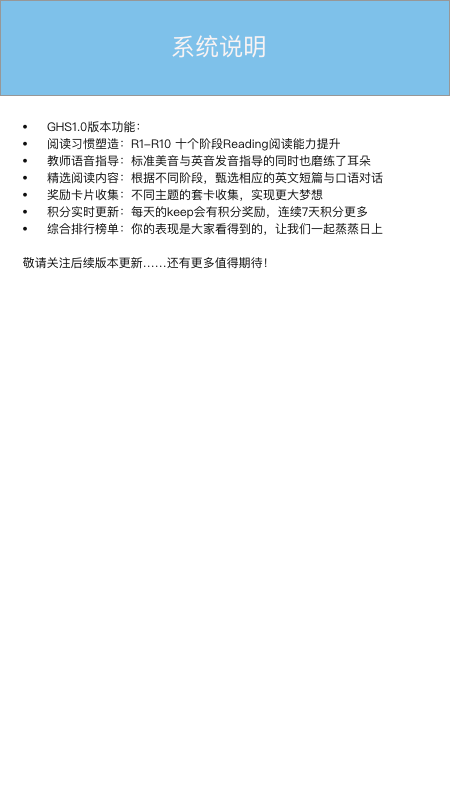 系统说明
• GHS1.0版本功能：
• 阅读习惯塑造：R1-R10 十个阶段Reading阅读能力提升
• 教师语音指导：标准美音与英音发音指导的同时也磨练了耳朵
• 精选阅读内容：根据不同阶段，甄选相应的英文短篇与口语对话
• 奖励卡片收集：不同主题的套卡收集，实现更大梦想
• 积分实时更新：每天的keep会有积分奖励，连续7天积分更多
• 综合排行榜单：你的表现是大家看得到的，让我们一起蒸蒸日上
敬请关注后续版本更新……还有更多值得期待！